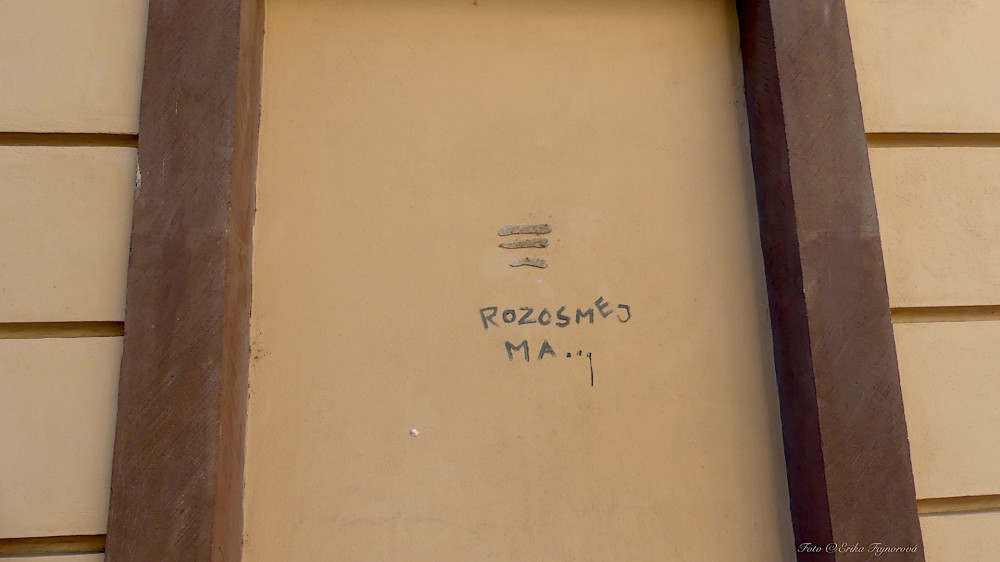 ROZOSMEJ
MA...
Foto @Erika Fajnorová